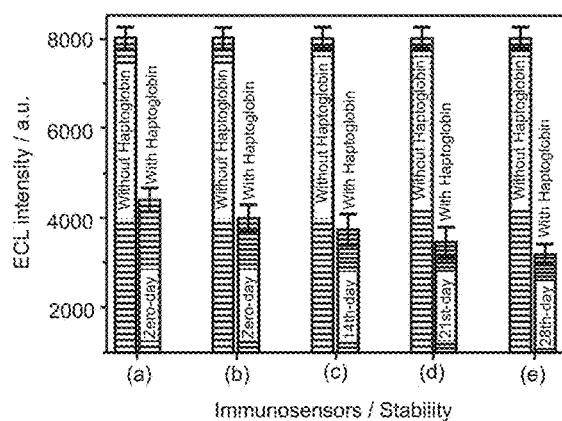 8000
6000
4000
2000
ECL intensity / a.u.
Without Haptoglobin
Zero-day
With Haptoglobin
Without Haptoglobin
Zero-day
With Haptoglobin
Without Haptoglobin
14th-day
With Haptoglobin
Without Haptoglobin
21st-day
With Haptoglobin
Without Haptoglobin
28th-day
With Haptoglobin
(a) (b) (c) (d) (e)
Immunosensors / Stability